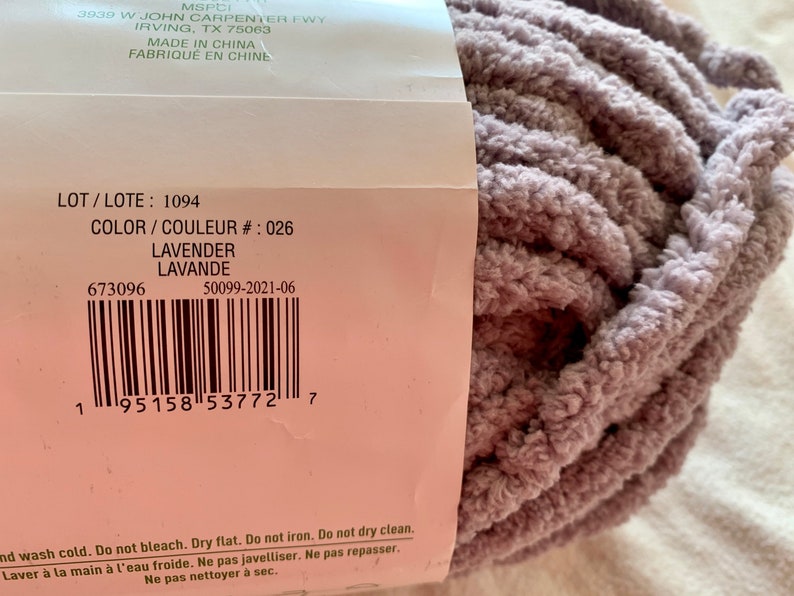 MSPCI
3939 W JOHN CARPENTER FWY
IRVING, TX 75063
MADE IN CHINA
FABRIQUÉ EN CHINE
LOT / LOTE : 1094
COLOR / COULEUR # : 026
LAVENDER
LAVANDE
673096 50099-2021-06
1 95158 53772 7
nd wash cold. Do not bleach. Dry flat. Do not iron. Do not dry clean.
Laver à la main à l'eau froide. Ne pas javelliser. Ne pas repasser.
Ne pas nettoyer à sec.